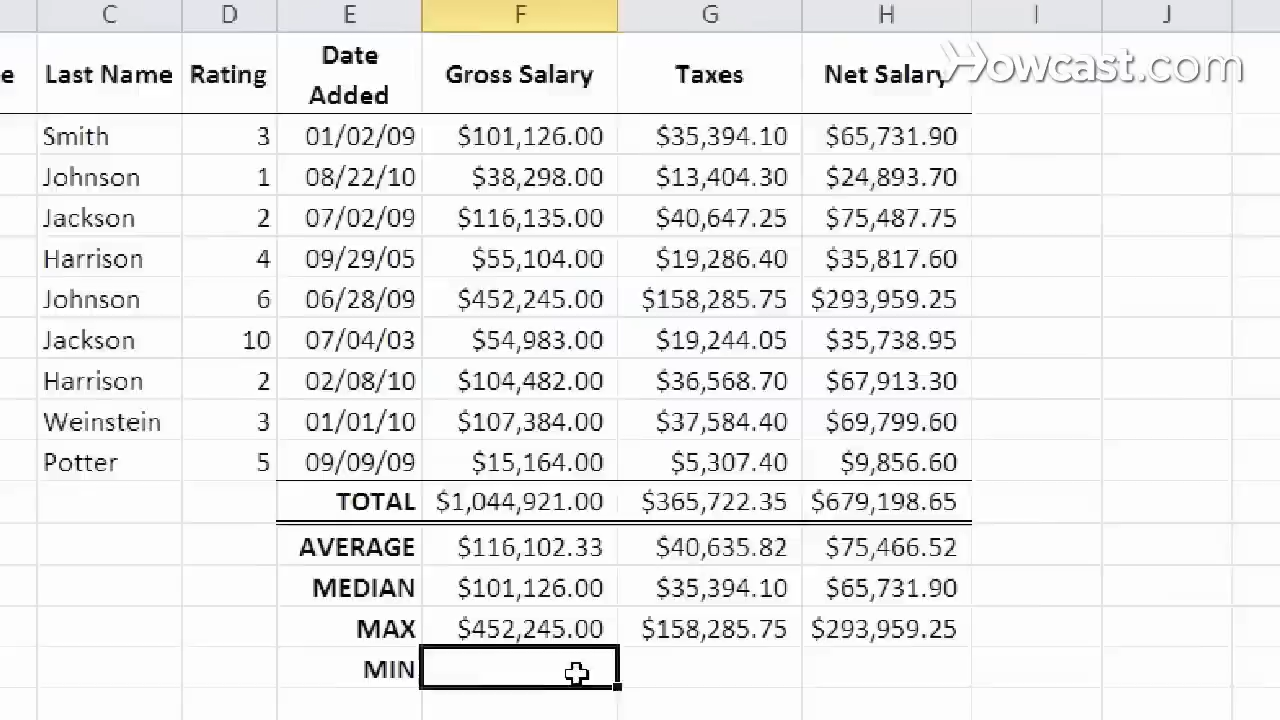 C D E F G H I J
e Last Name Rating Date Added Gross Salary Taxes Net Salary
Howcast.com
Smith 3 01/02/09 $101,126.00 $35,394.10 $65,731.90
Johnson 1 08/22/10 $38,298.00 $13,404.30 $24,893.70
Jackson 2 07/02/09 $116,135.00 $40,647.25 $75,487.75
Harrison 4 09/29/05 $55,104.00 $19,286.40 $35,817.60
Johnson 6 06/28/09 $452,245.00 $158,285.75 $293,959.25
Jackson 10 07/04/03 $54,983.00 $19,244.05 $35,738.95
Harrison 2 02/08/10 $104,482.00 $36,568.70 $67,913.30
Weinstein 3 01/01/10 $107,384.00 $37,584.40 $69,799.60
Potter 5 09/09/09 $15,164.00 $5,307.40 $9,856.60
TOTAL $1,044,921.00 $365,722.35 $679,198.65
AVERAGE $116,102.33 $40,635.82 $75,466.52
MEDIAN $101,126.00 $35,394.10 $65,731.90
MAX $452,245.00 $158,285.75 $293,959.25
MIN